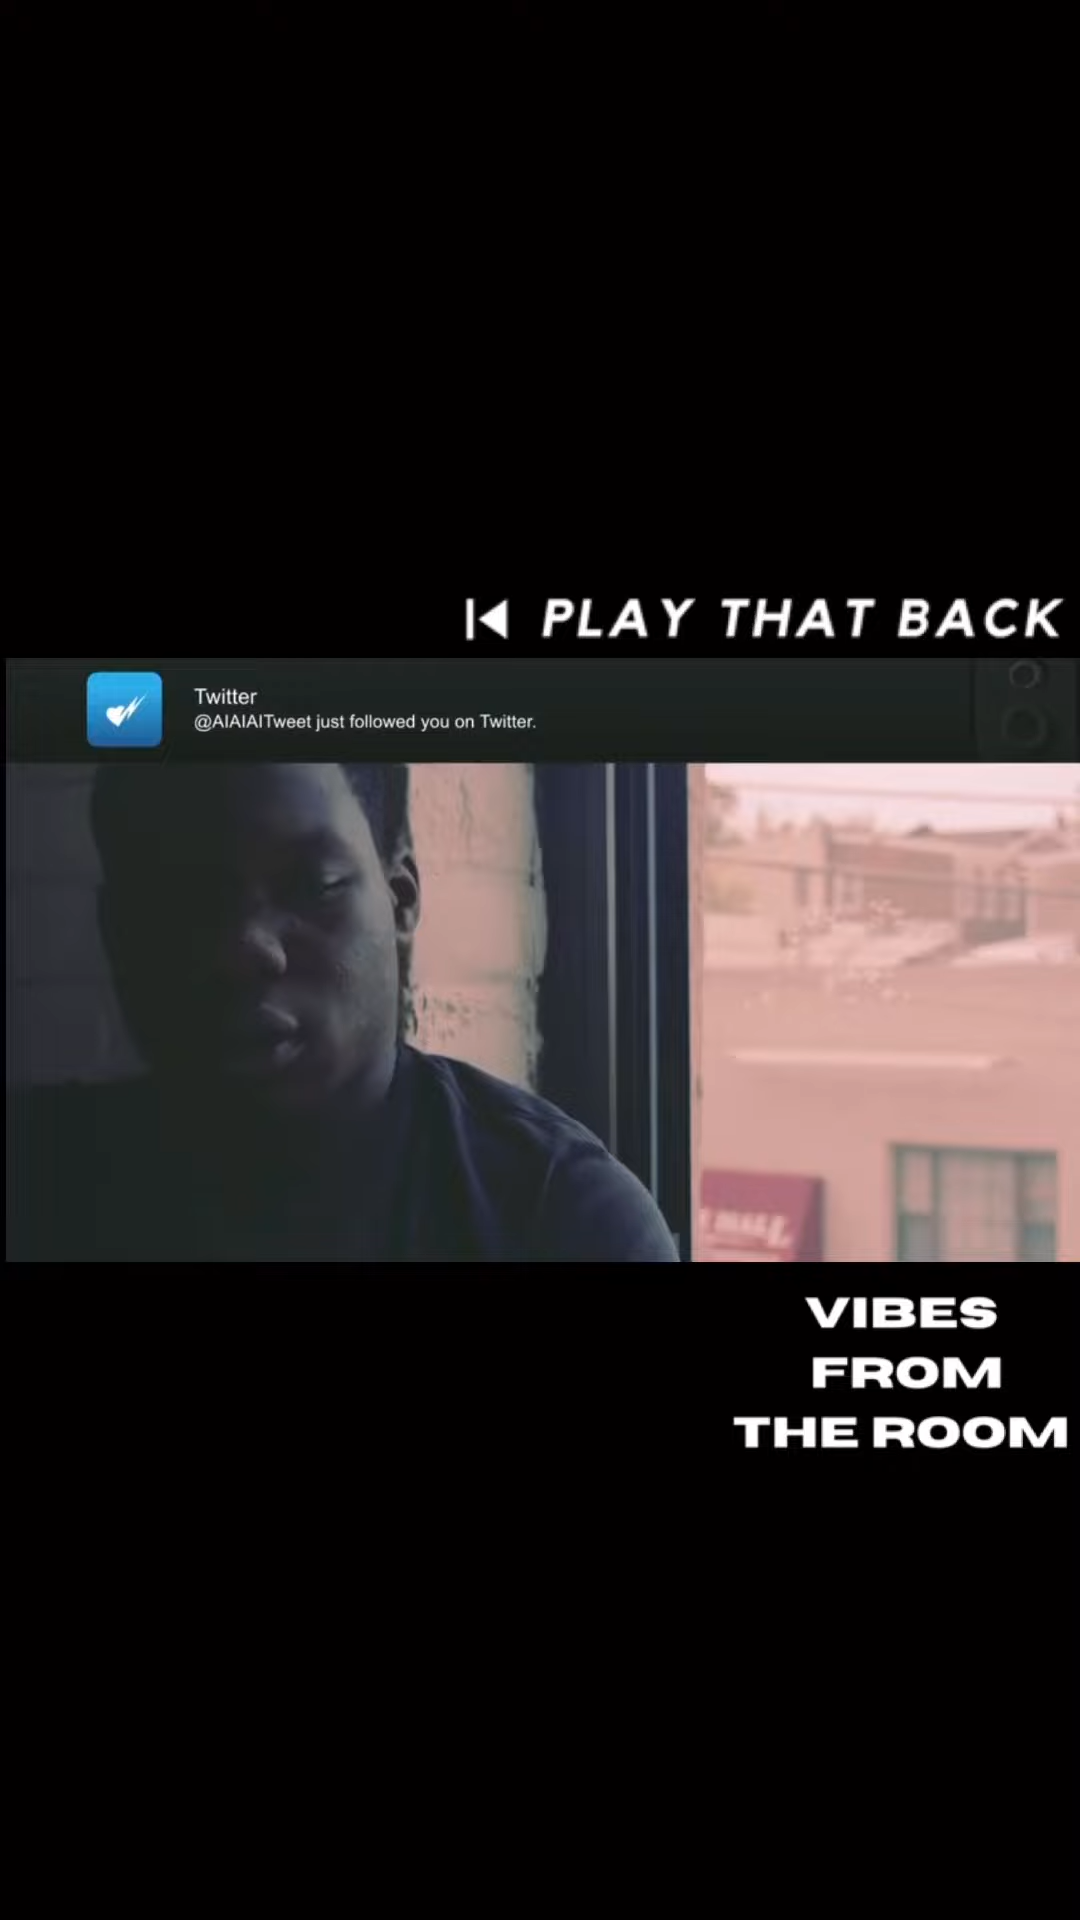 PLAY THAT BACK
Twitter
@AIAIAITweet just followed you on Twitter.
VIBES
FROM
THE ROOM